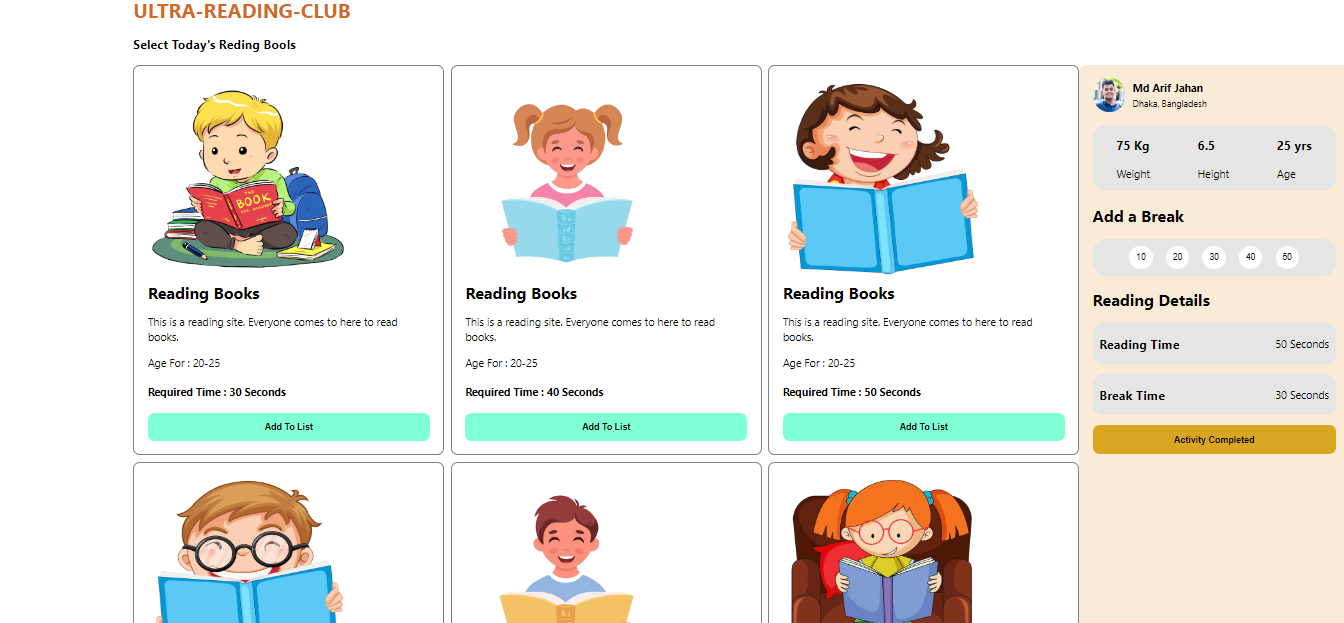 ULTRA-READING-CLUB
Select Today's Reding Bools
THE
BOOK
Reading Books
This is a reading site. Everyone comes to here to read
books.
Age For : 20-25
Required Time : 30 Seconds
Add To List
Reading Books
This is a reading site. Everyone comes to here to read
books.
Age For : 20-25
Required Time : 40 Seconds
Add To List
Reading Books
This is a reading site. Everyone comes to here to read
books.
Age For : 20-25
Required Time : 50 Seconds
Add To List
Md Arif Jahan
Dhaka, Bangladesh
75 Kg 6.5 25 yrs
Weight Height Age
Add a Break
10 20 30 40 50
Reading Details
Reading Time 50 Seconds
Break Time 30 Seconds
Activity Completed